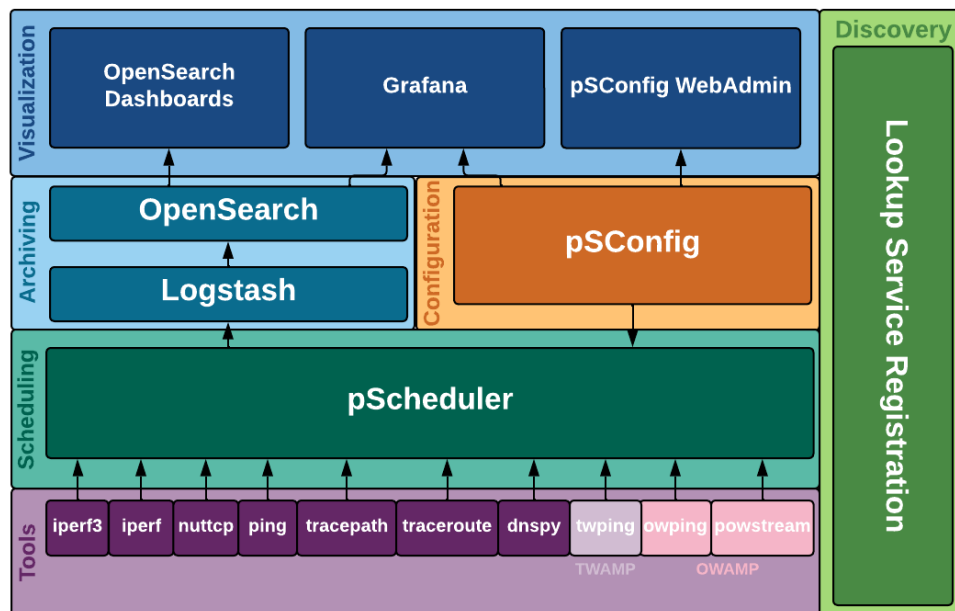 Visualization
OpenSearch
Dashboards
Grafana
pSConfig WebAdmin
Discovery
Lookup Service Registration
Archiving
OpenSearch
Logstash
Configuration
pSConfig
Scheduling
pScheduler
Tools
iperf3
iperf
nuttcp
ping
tracepath
traceroute
dnspy
twping
owping
powstream
TWAMP
OWAMP